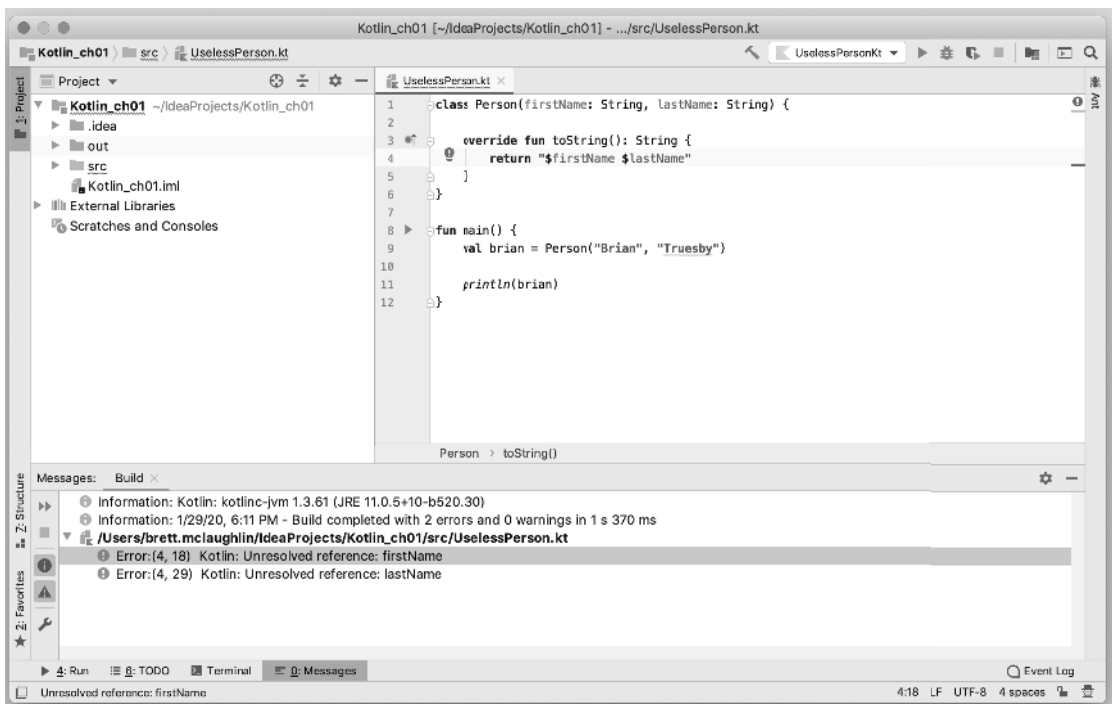 Kotlin_ch01 [~/IdeaProjects/Kotlin_ch01] - .../src/UselessPerson.kt
Kotlin_ch01 src UselessPerson.kt
UselessPersonKt
1: Project
Project
UselessPerson.kt
Ant
Kotlin_ch01 ~/IdeaProjects/Kotlin_ch01
.idea
out
src
Kotlin_ch01.iml
External Libraries
Scratches and Consoles
1 class Person(firstName: String, lastName: String) {
2
3 override fun toString(): String {
4 return "$firstName $lastName"
5 }
6 }
7
8 fun main() {
9 val brian = Person("Brian", "Truesby")
10
11 println(brian)
12 }
Person > toString()
Messages: Build
Information: Kotlin: kotlinc-jvm 1.3.61 (JRE 11.0.5+10-b520.30)
Information: 1/29/20, 6:11 PM - Build completed with 2 errors and 0 warnings in 1 s 370 ms
/Users/brett.mclaughlin/IdeaProjects/Kotlin_ch01/src/UselessPerson.kt
Error:(4, 18) Kotlin: Unresolved reference: firstName
Error:(4, 29) Kotlin: Unresolved reference: lastName
Z: Structure
2: Favorites
4: Run 6: TODO Terminal 0: Messages Event Log
Unresolved reference: firstName 4:18 LF UTF-8 4 spaces